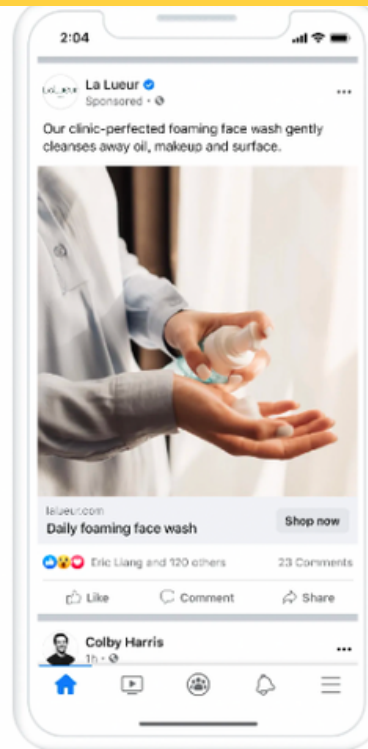 2:04
La Lueur
Sponsored ·
Our clinic-perfected foaming face wash gently
cleanses away oil, makeup and surface.
lalueur.com
Daily foaming face wash
Shop now
Eric Liang and 120 others
23 Comments
Like
Comment
Share
Colby Harris
1h ·